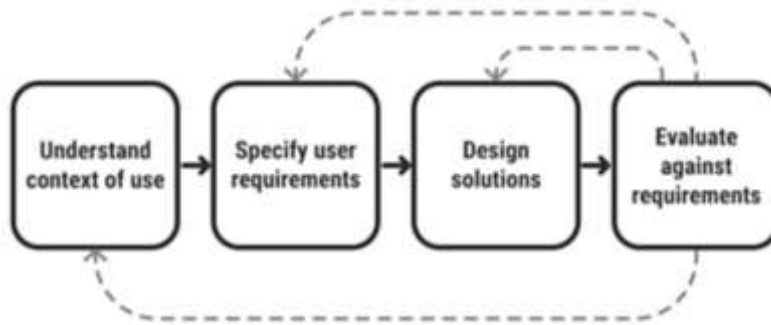 Understand
context of use
Specify user
requirements
Design
solutions
Evaluate
against
requirements